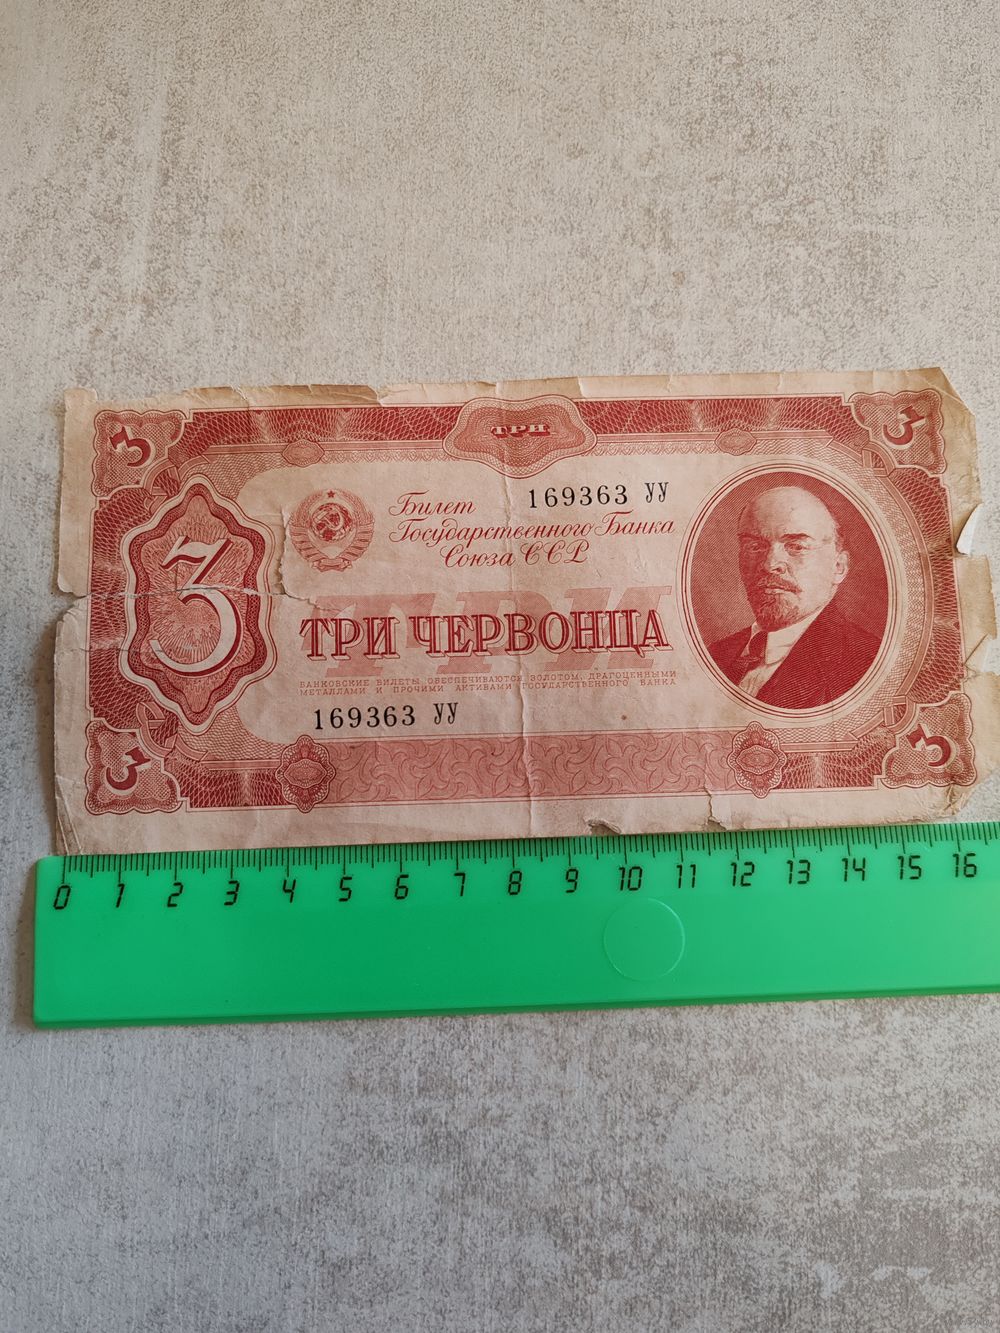 3 ТРИ 3
Билет 169363 УУ
Государственного Банка
Союза ССР
3
ТРИ
ТРИ ЧЕРВОНЦА
БАНКОВСКИЕ БИЛЕТЫ ОБЕСПЕЧИВАЮТСЯ ЗОЛОТОМ, ДРАГОЦЕННЫМИ
МЕТАЛЛАМИ И ПРОЧИМИ АКТИВАМИ ГОСУДАРСТВЕННОГО БАНКА
169363 УУ
3 3
0 1 2 3 4 5 6 7 8 9 10 11 12 13 14 15 16